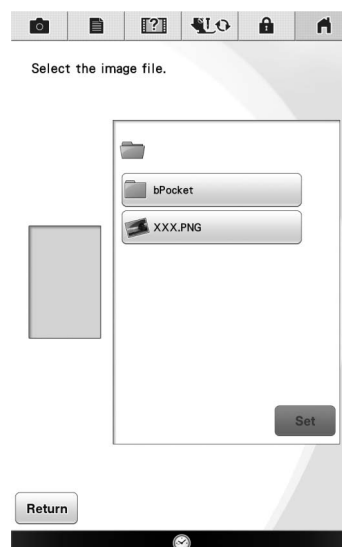 Select the image file.
bPocket
XXX.PNG
Set
Return